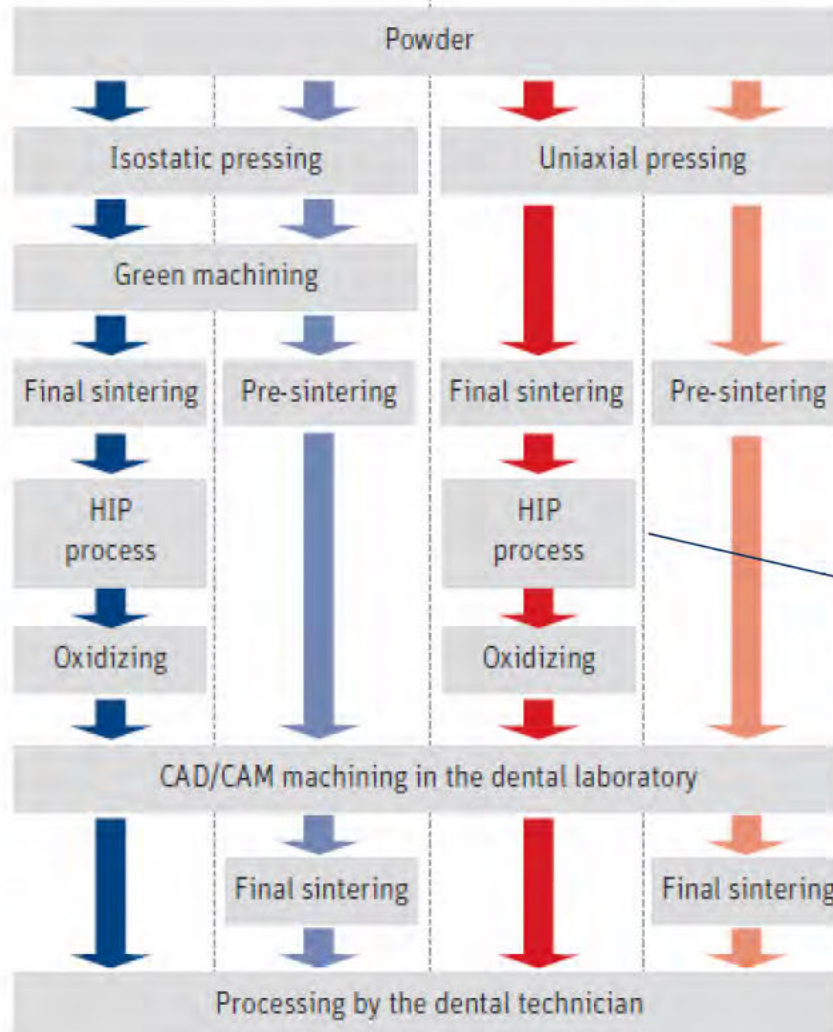 Powder
Isostatic pressing
Uniaxial pressing
Green machining
Final sintering
Pre-sintering
Final sintering
Pre-sintering
HIP
process
HIP
process
Oxidizing
Oxidizing
CAD/CAM machining in the dental laboratory
Final sintering
Final sintering
Processing by the dental technician